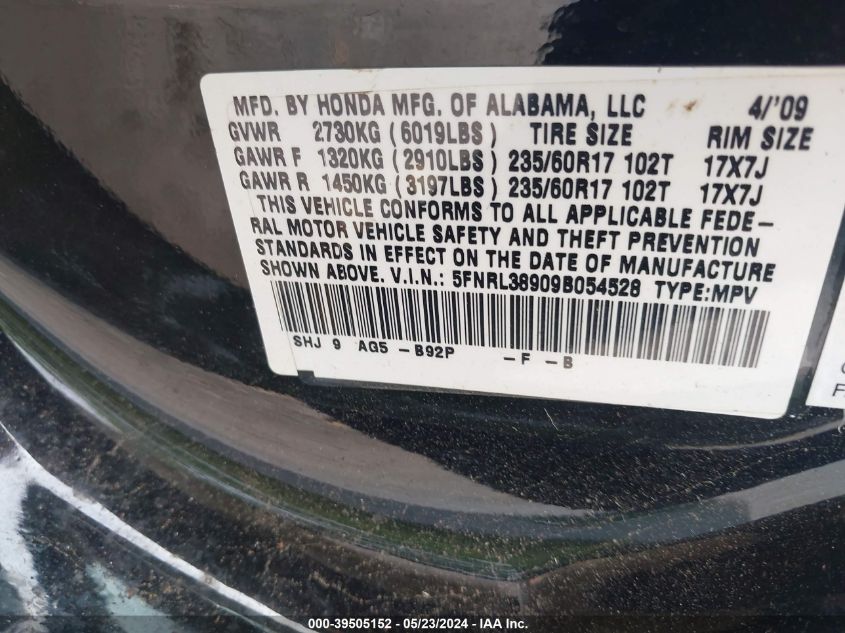 MFD. BY HONDA MFG. OF ALABAMA, LLC 4/'09
GVWR 2730KG (6019LBS) TIRE SIZE RIM SIZE
GAWR F 1320KG (2910LBS) 235/60R17 102T 17X7J
GAWR R 1450KG (3197LBS) 235/60R17 102T 17X7J
THIS VEHICLE CONFORMS TO ALL APPLICABLE FEDE-
RAL MOTOR VEHICLE SAFETY AND THEFT PREVENTION
STANDARDS IN EFFECT ON THE DATE OF MANUFACTURE
SHOWN ABOVE. V.I.N.: 5FNRL38909B054528 TYPE:MPV
SHJ 9 AG5 -B92P -F -B
000-39505152 - 05/23/2024 - IAA Inc.